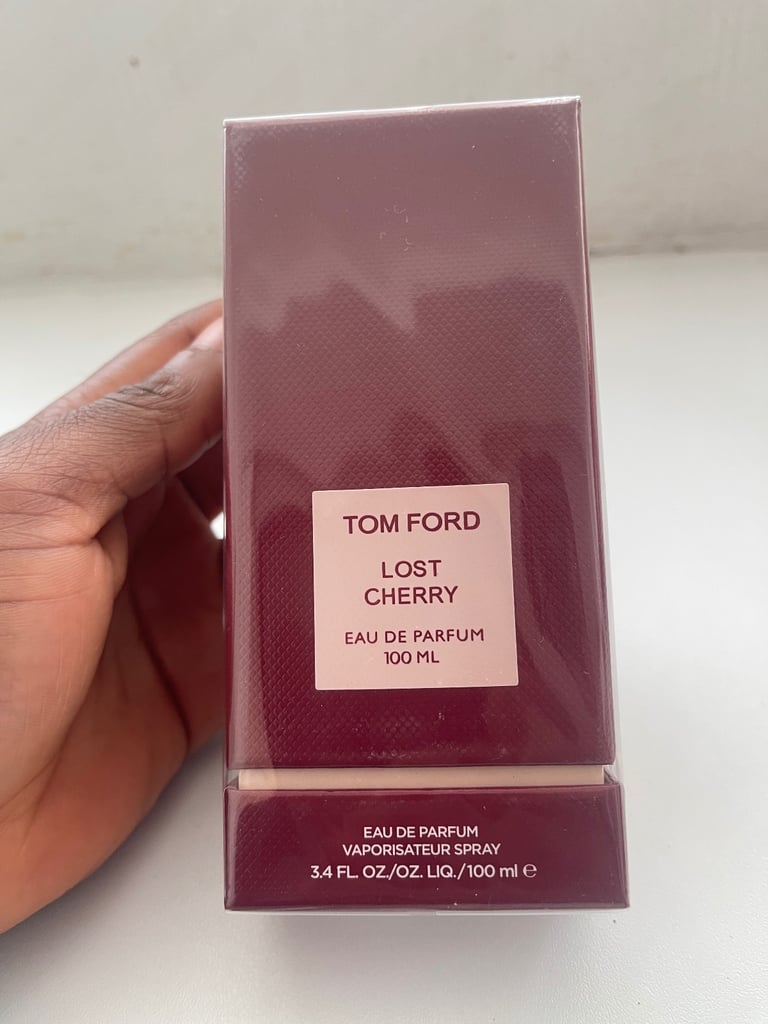 TOM FORD
LOST
CHERRY
EAU DE PARFUM
100 ML
EAU DE PARFUM
VAPORISATEUR SPRAY
3.4 FL. OZ./OZ. LIQ./100 ml ℮